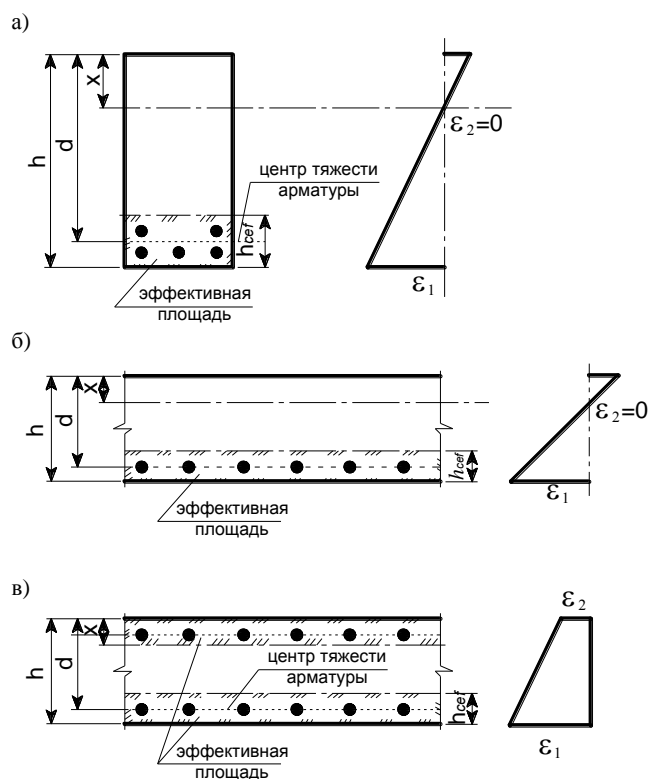 а)
x
d
h
центр тяжести
арматуры
hcef
эффективная
площадь
ε2=0
ε1
б)
x
d
h
hcef
эффективная
площадь
ε2=0
ε1
в)
x
d
h
центр тяжести
арматуры
hcef
эффективная
площадь
ε2
ε1